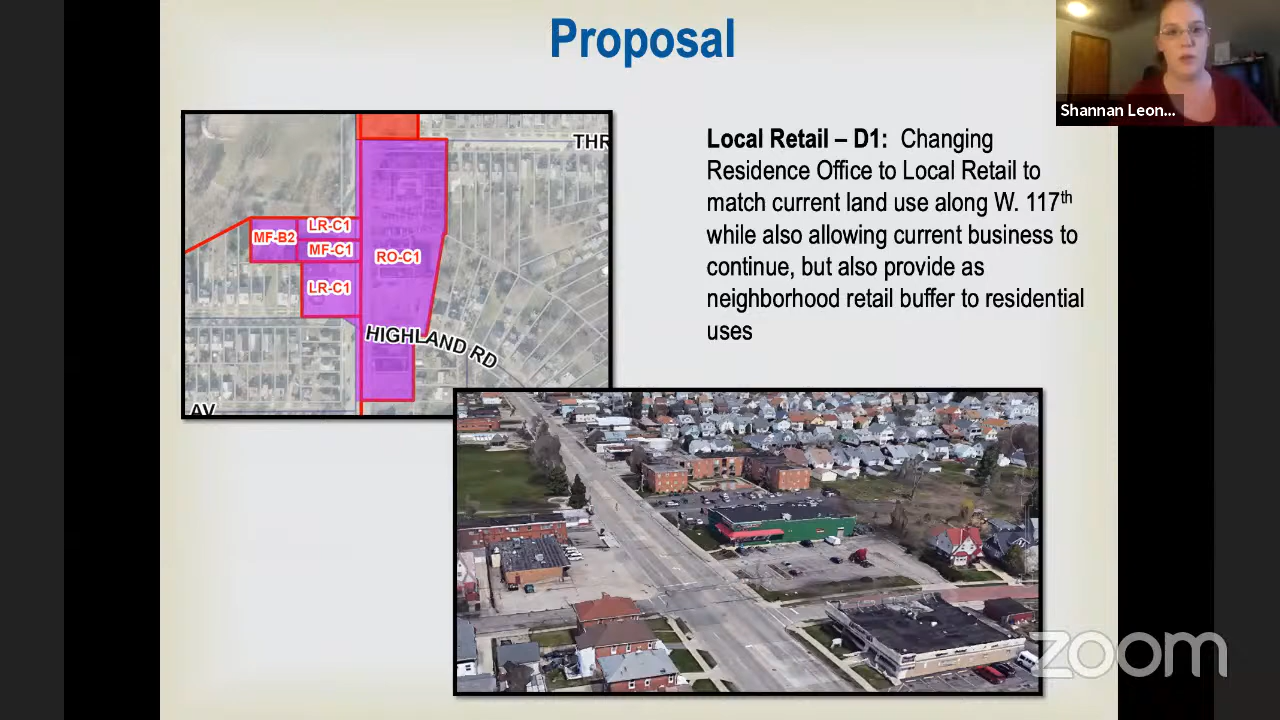 Proposal
Shannan Leon...
THR
LR-C1
MF-B2
MF-C1
RO-C1
LR-C1
HIGHLAND RD
AV
Local Retail – D1: Changing
Residence Office to Local Retail to
match current land use along W. 117th
while also allowing current business to
continue, but also provide as
neighborhood retail buffer to residential
uses
zoom